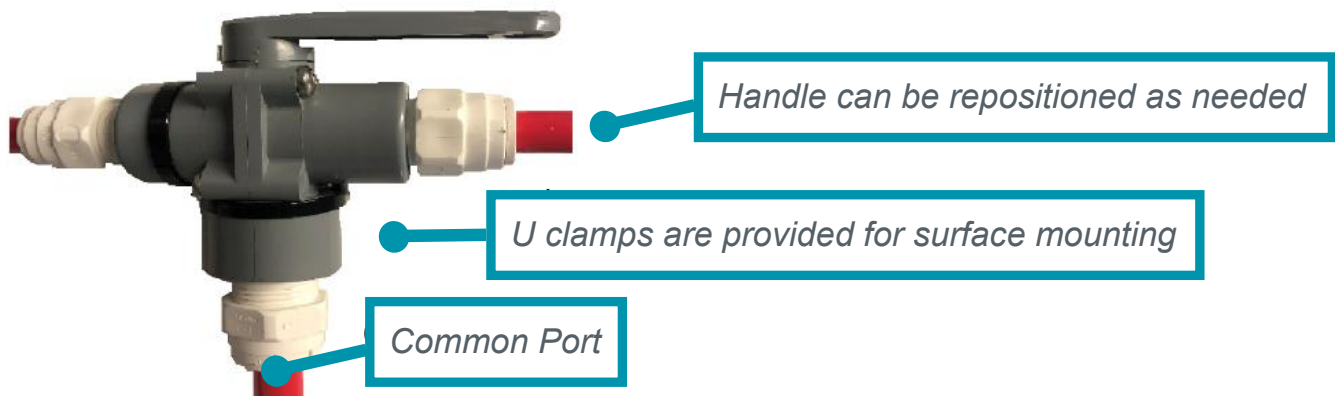 Handle can be repositioned as needed
U clamps are provided for surface mounting
Common Port